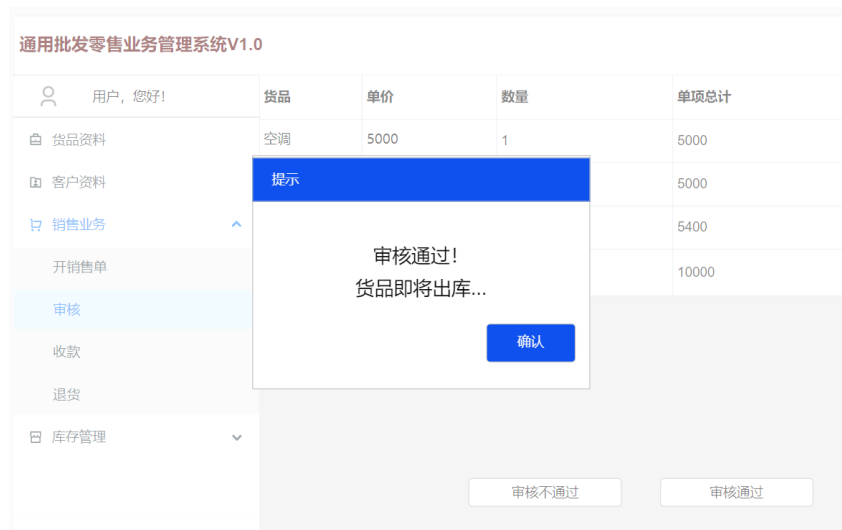 通用批发零售业务管理系统V1.0
用户，您好!
货品 单价 数量 单项总计
货品资料
空调 5000 1 5000
客户资料
提示
5000
销售业务
5400
开销售单
审核通过!
货品即将出库...
10000
审核
确认
收款
退货
库存管理
审核不通过 审核通过